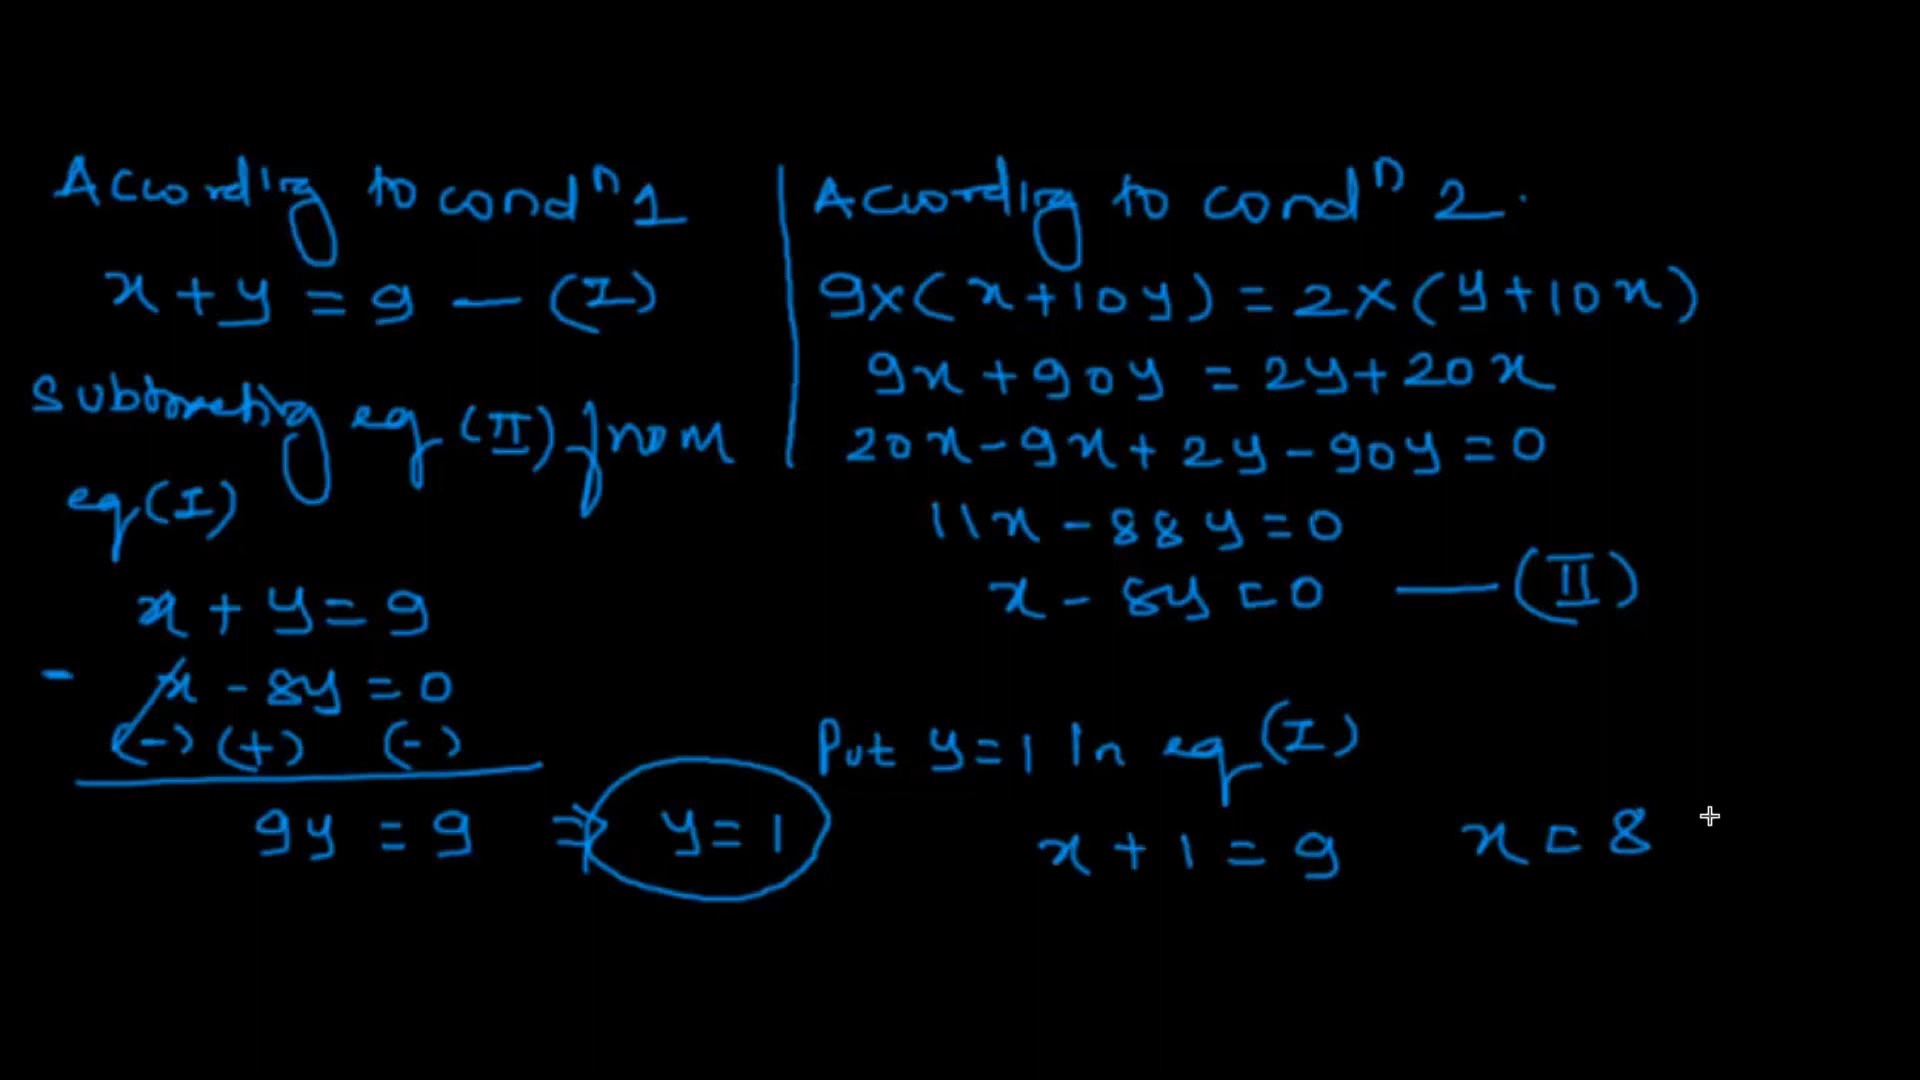 According to condⁿ 1
x + y = 9 — (I)
Subtracting eq (II) from
eq (I)
x + y = 9
- x - 8y = 0
(-) (+) (-)
9y = 9 ⇒ y = 1
According to condⁿ 2.
9×(x+10y) = 2×(y+10x)
9x + 90y = 2y + 20x
20x - 9x + 2y - 90y = 0
11x - 88y = 0
x - 8y = 0 — (II)
Put y = 1 In eq (I)
x + 1 = 9 x = 8